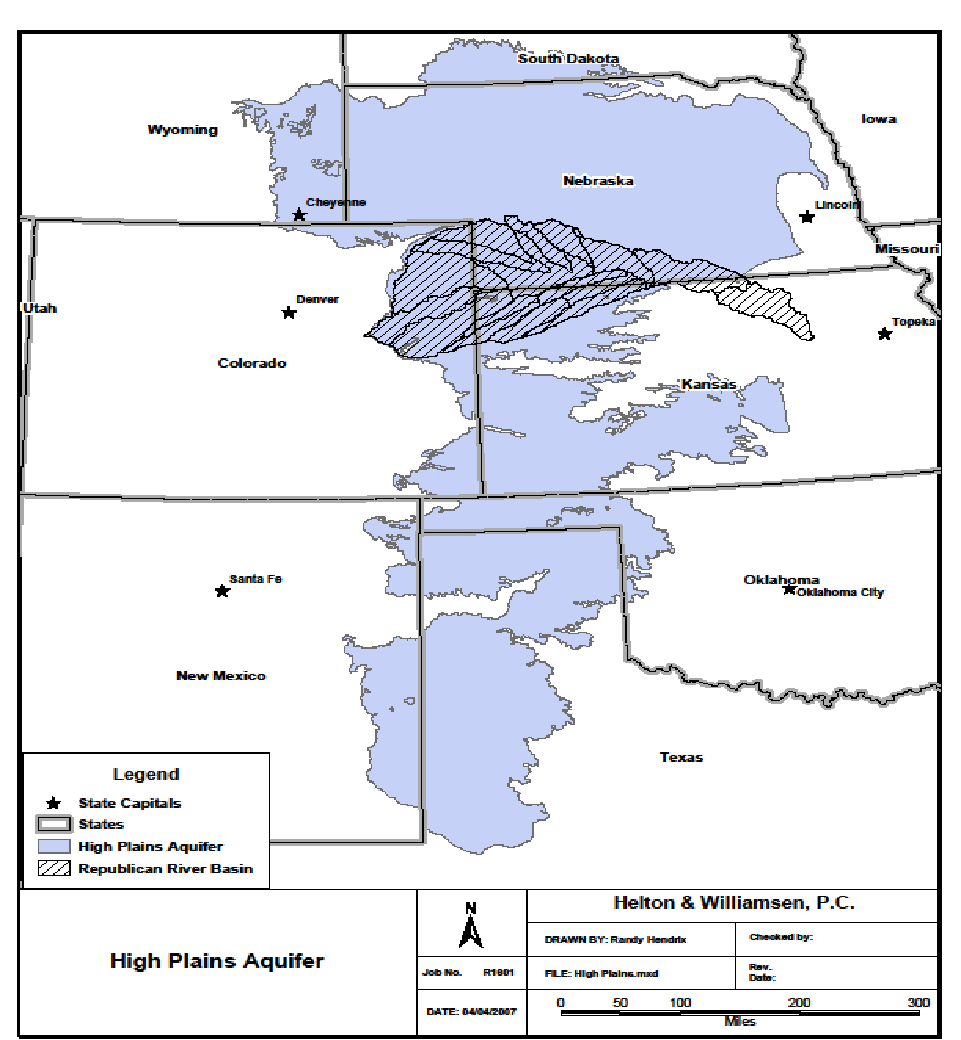 South Dakota
Wyoming
Iowa
Nebraska
Cheyenne
Lincoln
Missouri
Utah
Denver
Topeka
Colorado
Kansas
Santa Fe
Oklahoma
Oklahoma City
New Mexico
Texas
Legend
State Capitals
States
High Plains Aquifer
Republican River Basin
High Plains Aquifer
N
Job No. R1601
DATE: 04/04/2007
Helton & Williamsen, P.C.
DRAWN BY: Randy Hendrix
Checked by:
FILE: High Plains.mxd
Rev.
Date:
0 50 100 200 300
Miles